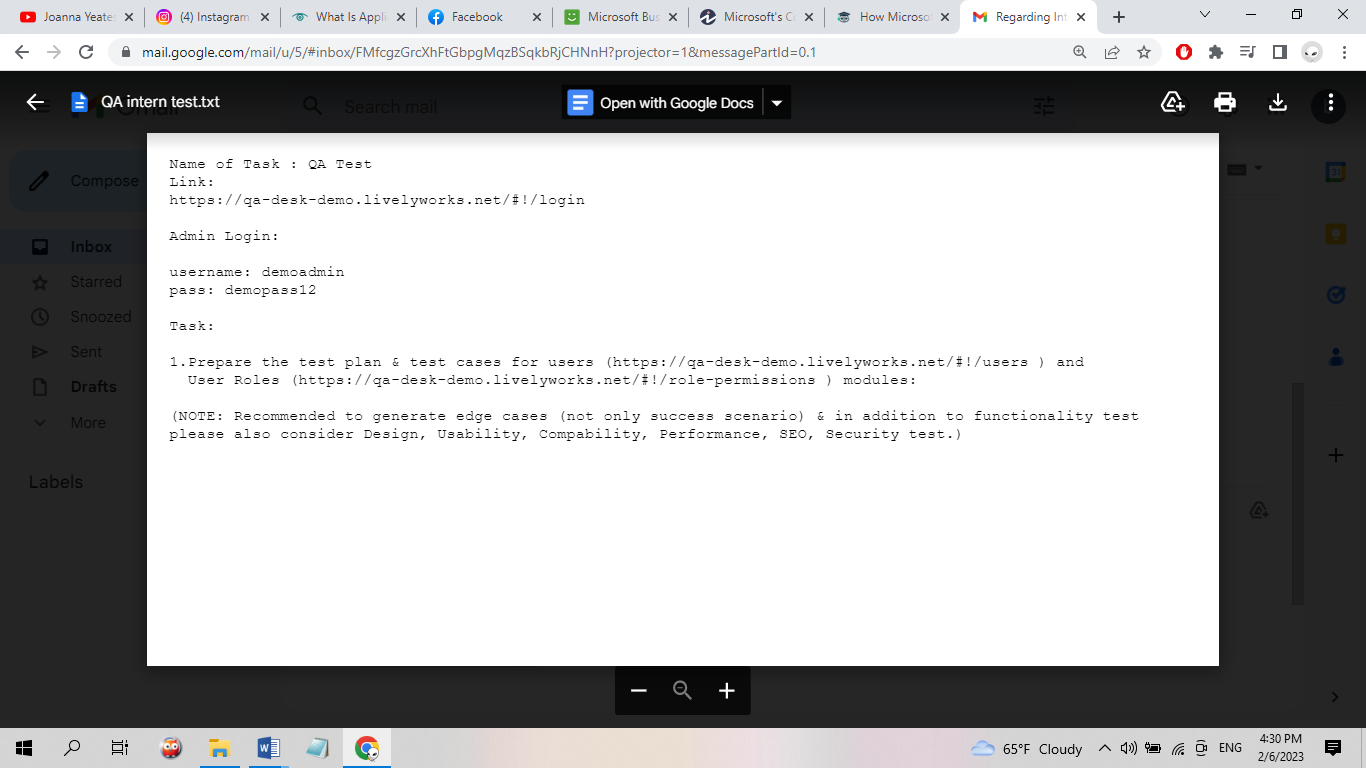 Joanna Yeate
(4) Instagram
What Is Appli
Facebook
Microsoft Bus
Microsoft's C
How Microso
Regarding Int
mail.google.com/mail/u/5/#inbox/FMfcgzGrcXhFtGbpgMqzBSqkbRjCHNnH?projector=1&messagePartId=0.1
QA intern test.txt
Search mail
Open with Google Docs
Compose
Inbox
Starred
Snoozed
Sent
Drafts
More
Labels
Name of Task : QA Test
Link:
https://qa-desk-demo.livelyworks.net/#!/login
Admin Login:
username: demoadmin
pass: demopass12
Task:
1.Prepare the test plan & test cases for users (https://qa-desk-demo.livelyworks.net/#!/users ) and
User Roles (https://qa-desk-demo.livelyworks.net/#!/role-permissions ) modules:
(NOTE: Recommended to generate edge cases (not only success scenario) & in addition to functionality test
please also consider Design, Usability, Compability, Performance, SEO, Security test.)
65°F Cloudy
ENG
4:30 PM
2/6/2023